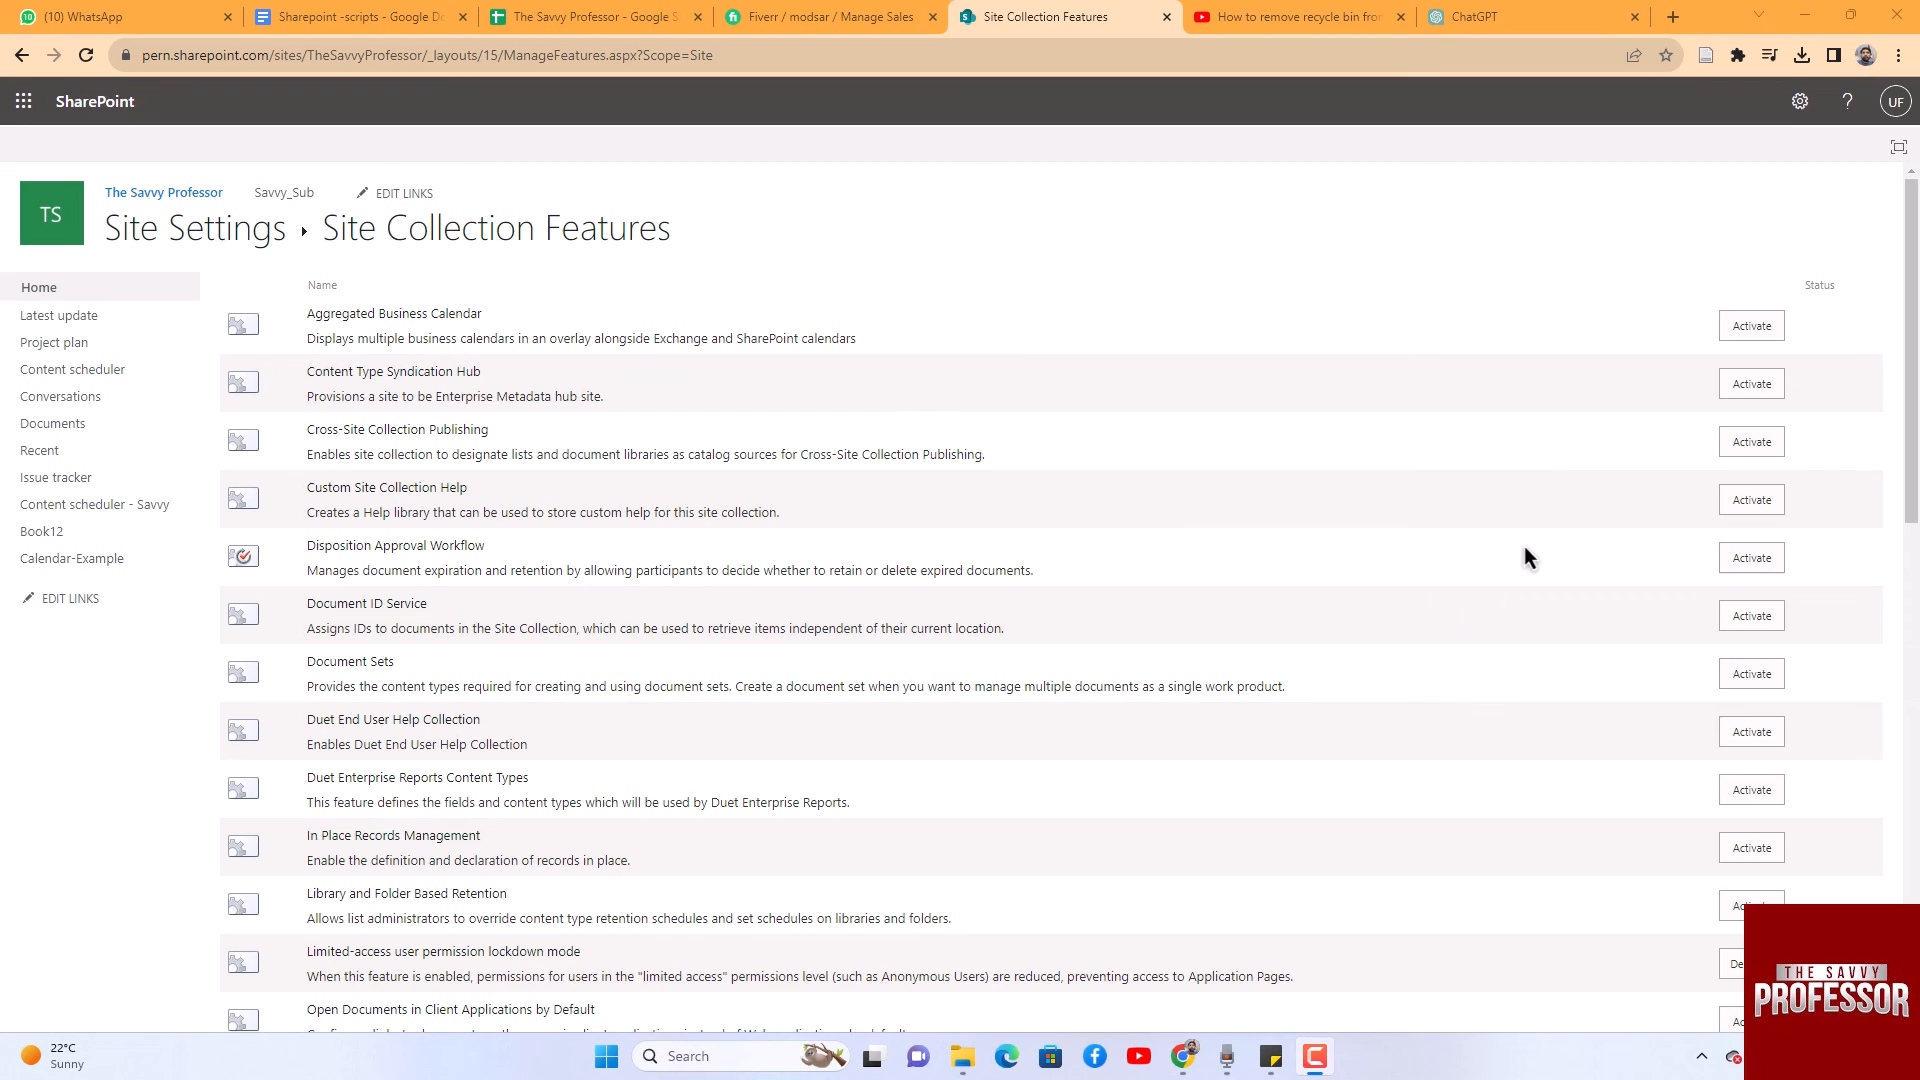 (10) WhatsApp
Sharepoint -scripts - Google Do
The Savvy Professor - Google S
Fiverr / modsar / Manage Sales
Site Collection Features
How to remove recycle bin fro
ChatGPT
pern.sharepoint.com/sites/TheSavvyProfessor/_layouts/15/ManageFeatures.aspx?Scope=Site
SharePoint
UF
TS
The Savvy Professor Savvy_Sub EDIT LINKS
Site Settings ▸ Site Collection Features
Home
Latest update
Project plan
Content scheduler
Conversations
Documents
Recent
Issue tracker
Content scheduler - Savvy
Book12
Calendar-Example
EDIT LINKS
Name Status
Aggregated Business Calendar
Displays multiple business calendars in an overlay alongside Exchange and SharePoint calendars
Activate
Content Type Syndication Hub
Provisions a site to be Enterprise Metadata hub site.
Activate
Cross-Site Collection Publishing
Enables site collection to designate lists and document libraries as catalog sources for Cross-Site Collection Publishing.
Activate
Custom Site Collection Help
Creates a Help library that can be used to store custom help for this site collection.
Activate
Disposition Approval Workflow
Manages document expiration and retention by allowing participants to decide whether to retain or delete expired documents.
Activate
Document ID Service
Assigns IDs to documents in the Site Collection, which can be used to retrieve items independent of their current location.
Activate
Document Sets
Provides the content types required for creating and using document sets. Create a document set when you want to manage multiple documents as a single work product.
Activate
Duet End User Help Collection
Enables Duet End User Help Collection
Activate
Duet Enterprise Reports Content Types
This feature defines the fields and content types which will be used by Duet Enterprise Reports.
Activate
In Place Records Management
Enable the definition and declaration of records in place.
Activate
Library and Folder Based Retention
Allows list administrators to override content type retention schedules and set schedules on libraries and folders.
Limited-access user permission lockdown mode
When this feature is enabled, permissions for users in the "limited access" permissions level (such as Anonymous Users) are reduced, preventing access to Application Pages.
De
Open Documents in Client Applications by Default
Ac
THE SAVVY
PROFESSOR
22°C
Sunny
Search